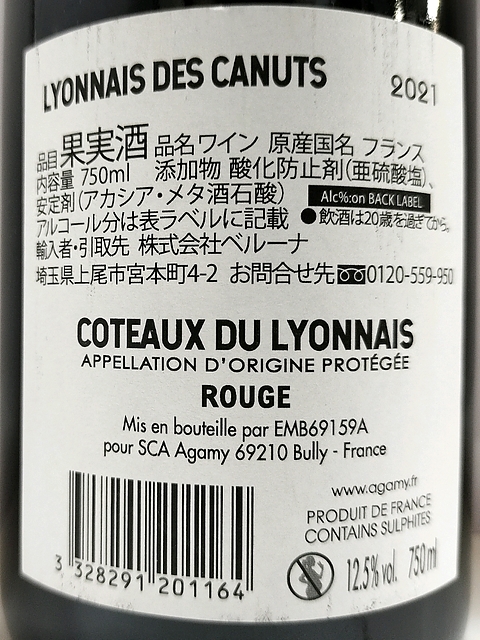 LYONNAIS DES CANUTS 2021
品目 果実酒 品名 ワイン 原産国名 フランス
内容量 750ml 添加物 酸化防止剤(亜硫酸塩)、
安定剤(アカシア・メタ酒石酸) Alc%:on BACK LABEL
アルコール分は表ラベルに記載 ●飲酒は20歳を過ぎてから。
輸入者・引取先 株式会社ベルーナ
埼玉県上尾市宮本町4-2 お問合せ先 0120-559-950
COTEAUX DU LYONNAIS
APPELLATION D'ORIGINE PROTÉGÉE
ROUGE
Mis en bouteille par EMB69159A
pour SCA Agamy 69210 Bully - France
www.agamy.fr
PRODUIT DE FRANCE
CONTAINS SULPHITES
12.5% vol. 750 ml
3 328291 201164